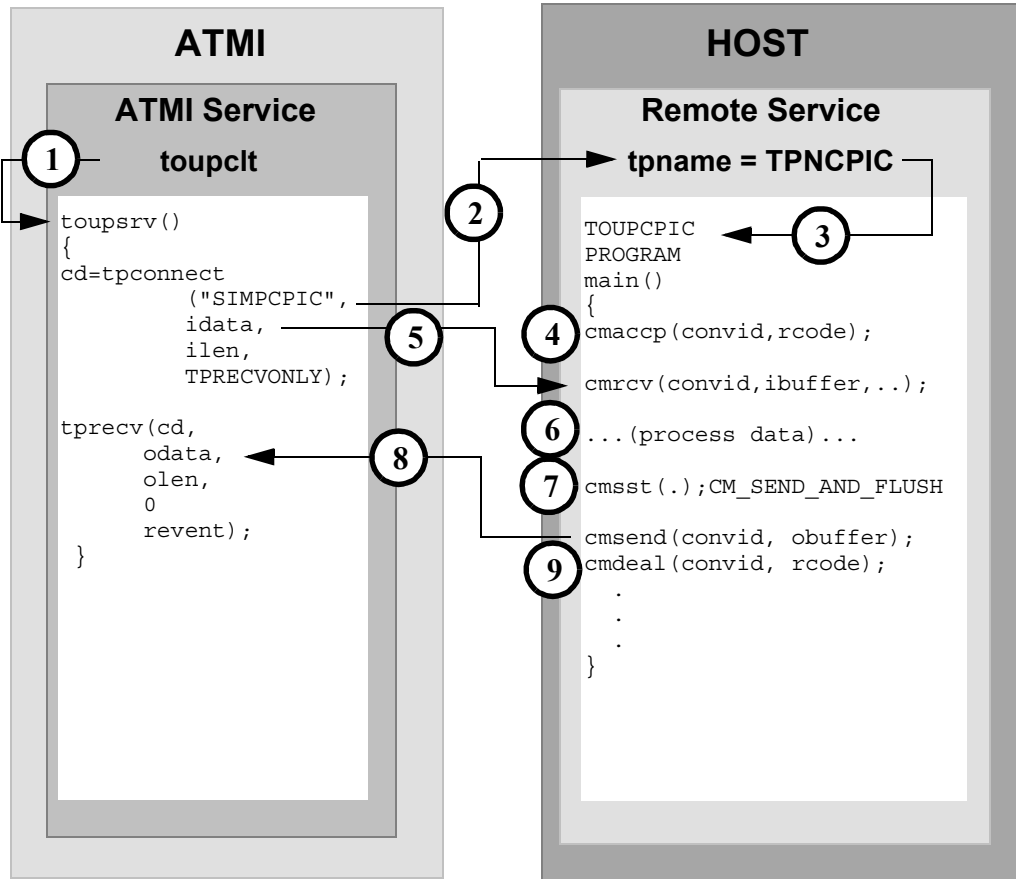 ATMI
ATMI Service
1
toupclt
toupsrv()
{
cd=tpconnect
("SIMPCPIC",
idata,
ilen,
TPRECVONLY);
tprecv(cd,
odata,
olen,
0
revent);
}
2
5
8
HOST
Remote Service
tpname = TPNCPIC
TOUPCPIC
3
PROGRAM
main()
{
4
cmaccp(convid,rcode);
cmrcv(convid,ibuffer,..);
6
...(process data)...
7
cmsst(.);CM_SEND_AND_FLUSH
cmsend(convid, obuffer);
9
cmdeal(convid, rcode);
.
.
.
}